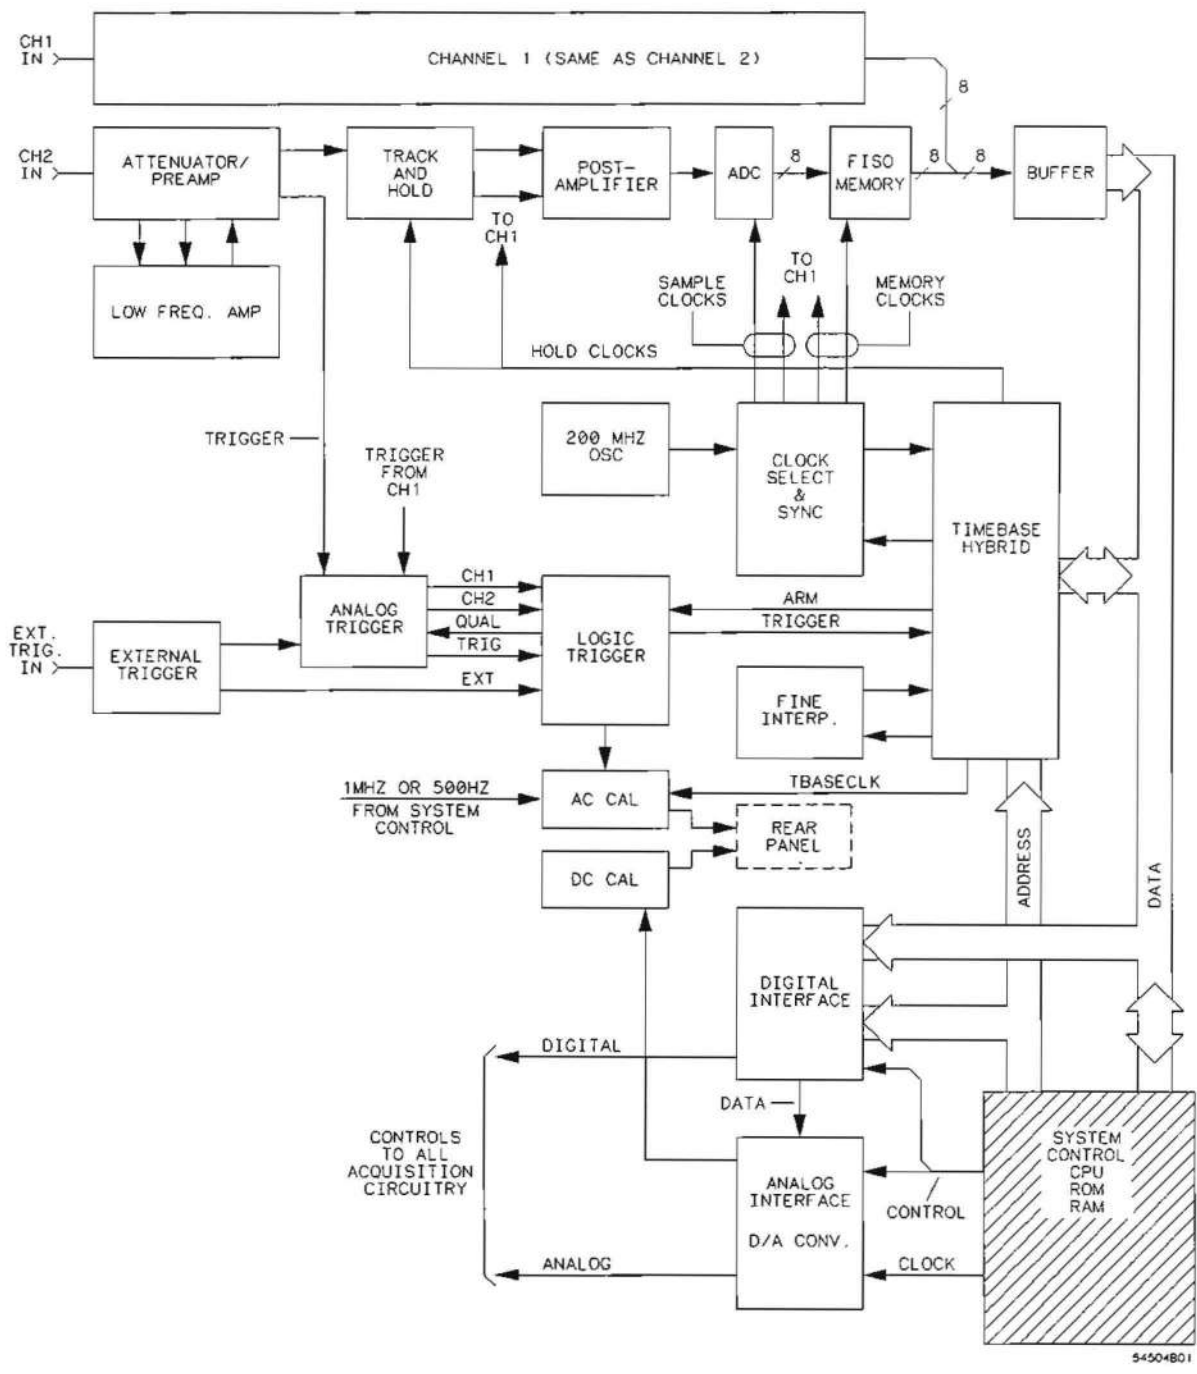 CH1
IN
CHANNEL 1 (SAME AS CHANNEL 2)
8
CH2
IN
ATTENUATOR/
PREAMP
TRACK
AND
HOLD
POST-
AMPLIFIER
ADC
8
FISO
MEMORY
8
8
BUFFER
TO
CH1
LOW FREQ. AMP
SAMPLE
CLOCKS
TO
CH1
MEMORY
CLOCKS
HOLD CLOCKS
TRIGGER
TRIGGER
FROM
CH1
200 MHZ
OSC
CLOCK
SELECT
&
SYNC
TIMEBASE
HYBRID
EXT.
TRIG.
IN
EXTERNAL
TRIGGER
ANALOG
TRIGGER
CH1
CH2
QUAL
TRIG
EXT
LOGIC
TRIGGER
ARM
TRIGGER
FINE
INTERP.
1MHZ OR 500HZ
FROM SYSTEM
CONTROL
AC CAL
TBASECLK
REAR
PANEL
DC CAL
ADDRESS
DATA
DIGITAL
INTERFACE
DIGITAL
DATA
CONTROLS
TO ALL
ACQUISITION
CIRCUITRY
ANALOG
INTERFACE
D/A CONV.
CONTROL
ANALOG
CLOCK
SYSTEM
CONTROL
CPU
ROM
RAM
54504B01